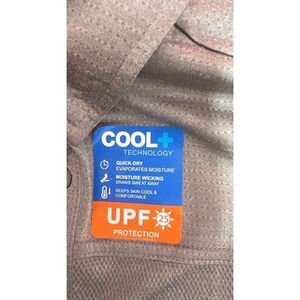 COOL+
TECHNOLOGY
QUICK-DRY
EVAPORATES MOISTURE
MOISTURE WICKING
DRAWS SWEAT AWAY
KEEPS SKIN COOL &
COMFORTABLE
UPF 25
PROTECTION